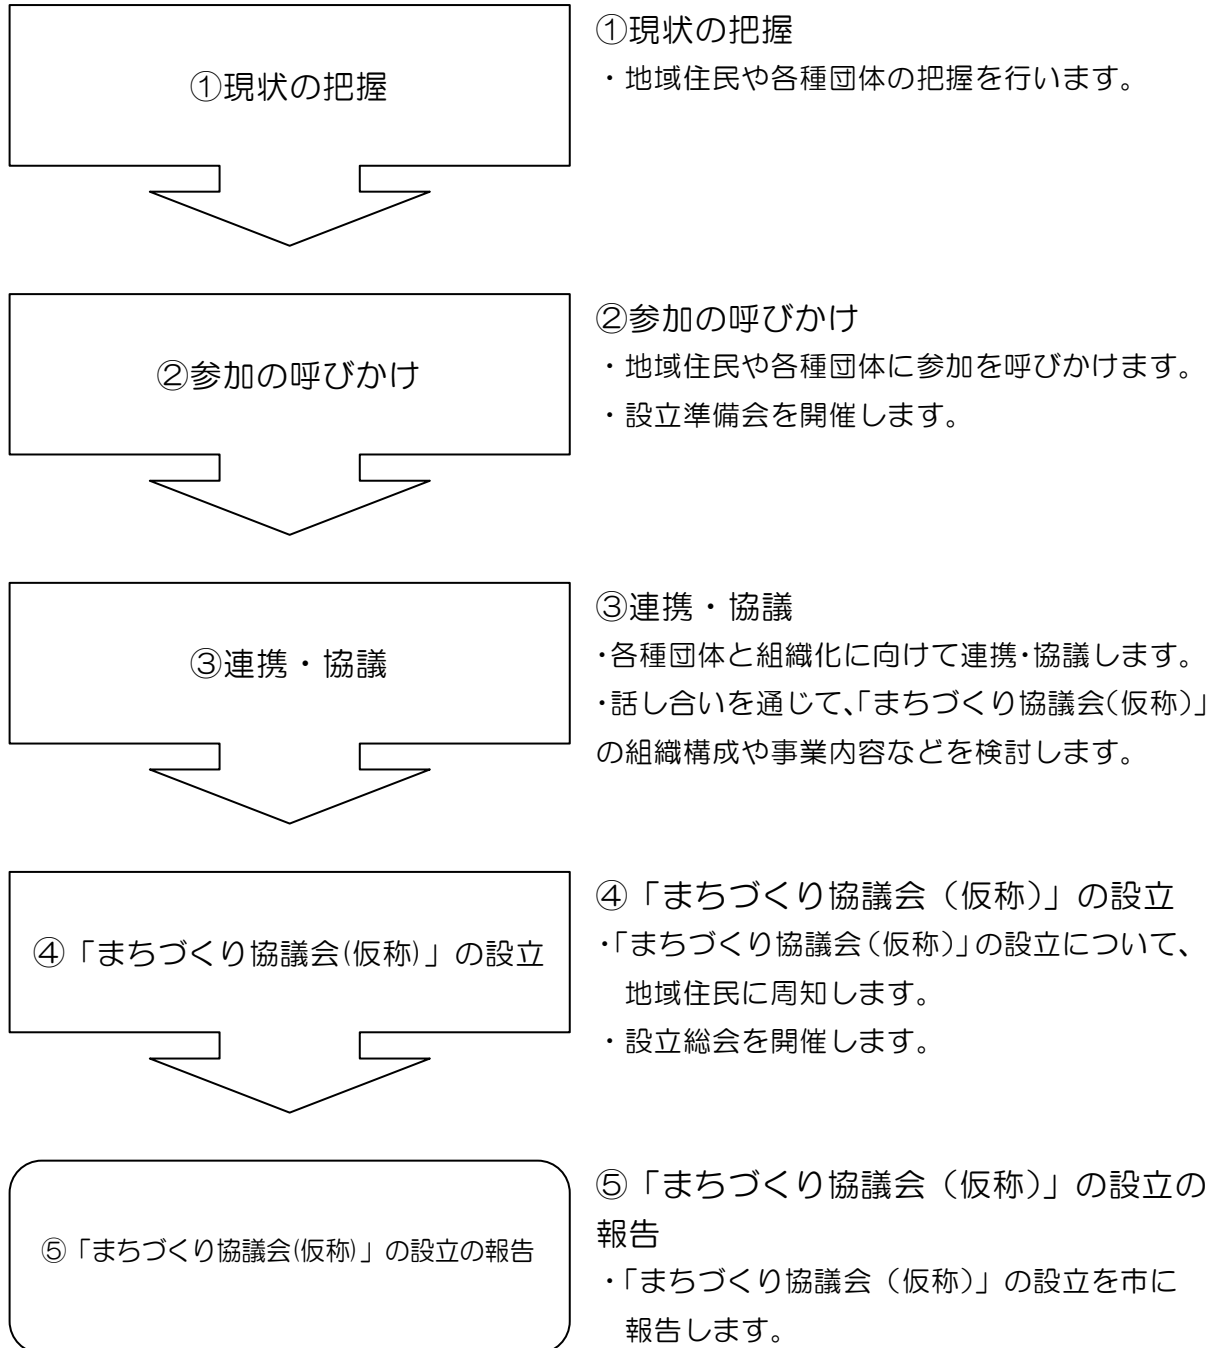 ①現状の把握
①現状の把握
・地域住民や各種団体の把握を行います。
②参加の呼びかけ
②参加の呼びかけ
・地域住民や各種団体に参加を呼びかけます。
・設立準備会を開催します。
③連携・協議
③連携・協議
・各種団体と組織化に向けて連携・協議します。
・話し合いを通じて、「まちづくり協議会（仮称）」
の組織構成や事業内容などを検討します。
④「まちづくり協議会(仮称)」の設立
④「まちづくり協議会（仮称）」の設立
・「まちづくり協議会（仮称）」の設立について、
地域住民に周知します。
・設立総会を開催します。
⑤「まちづくり協議会(仮称)」の設立の報告
⑤「まちづくり協議会（仮称）」の設立の
報告
・「まちづくり協議会（仮称）」の設立を市に
報告します。